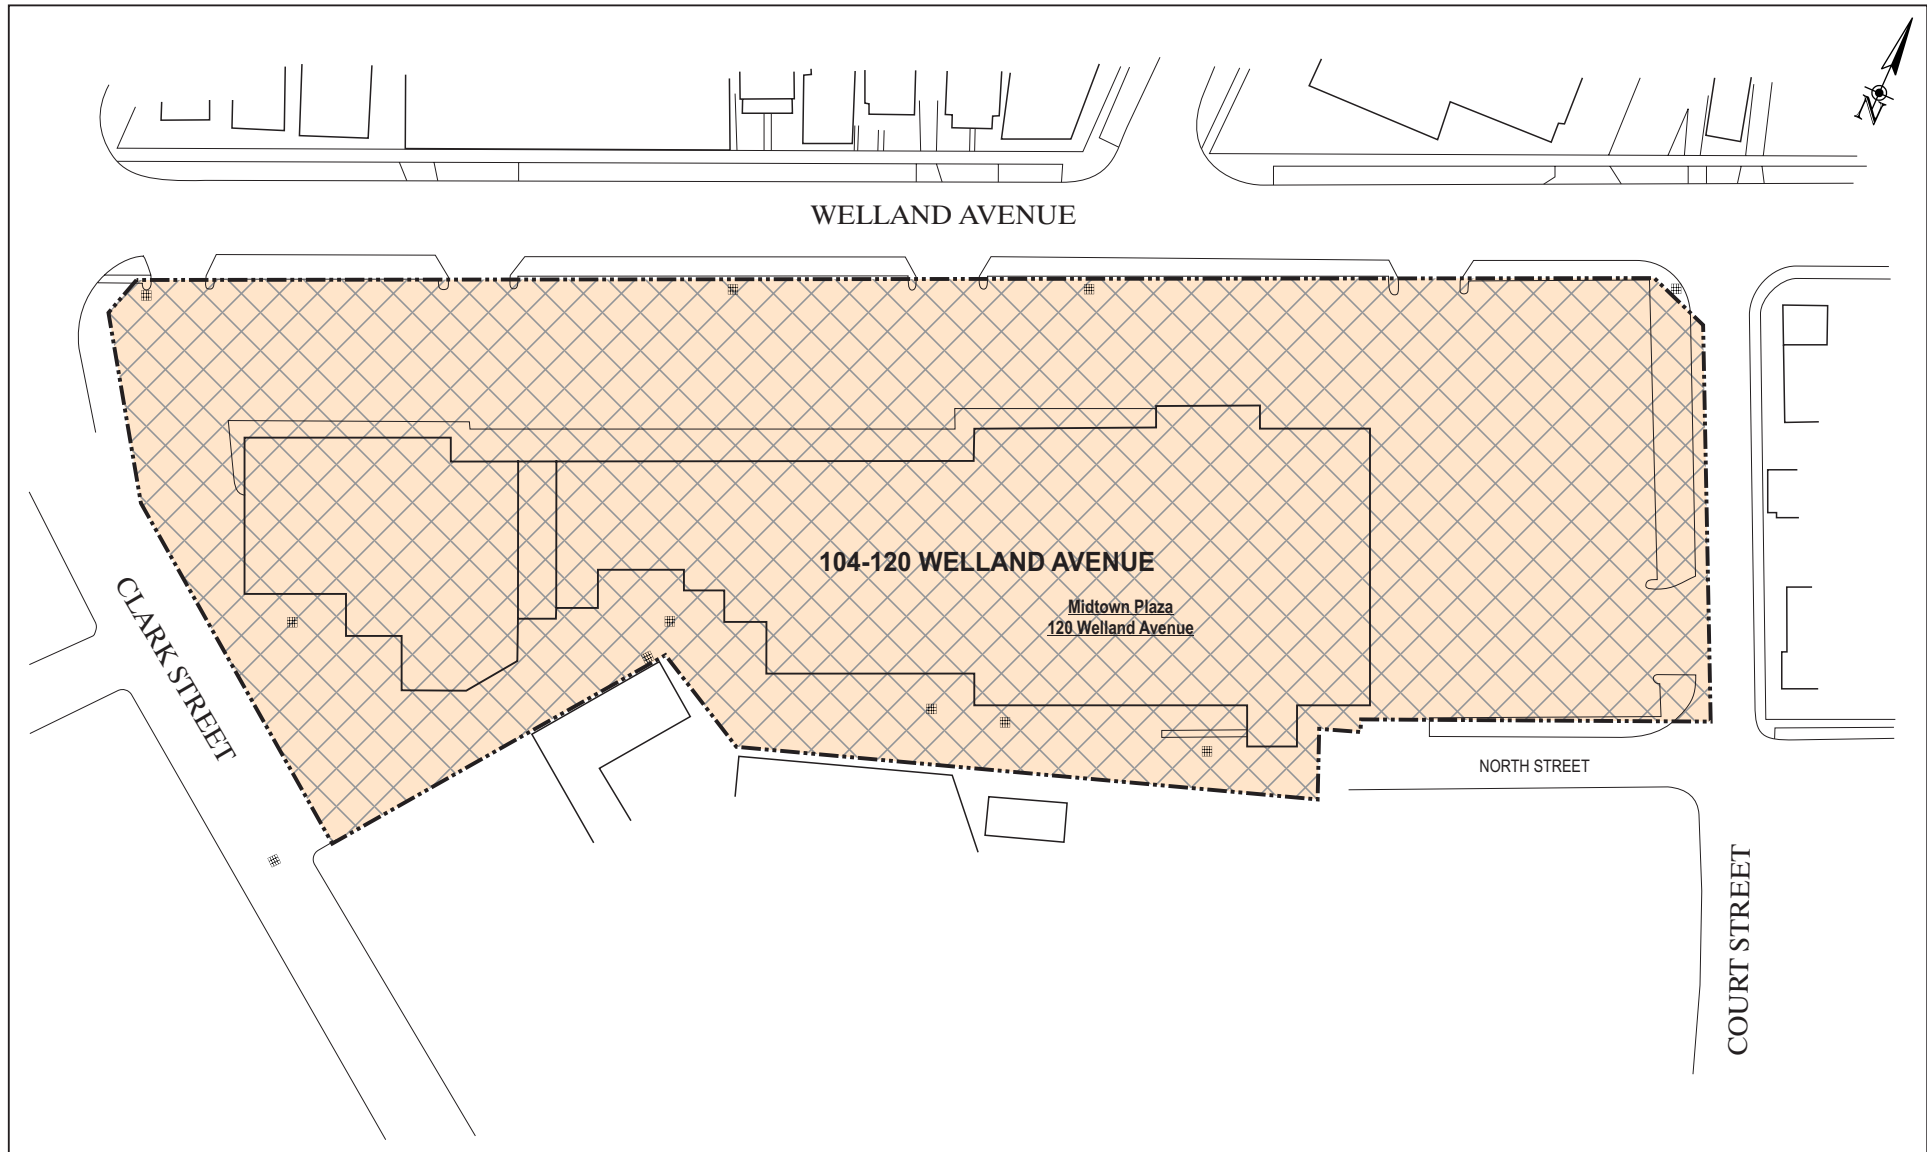 N
WELLAND AVENUE
104-120 WELLAND AVENUE
Midtown Plaza
120 Welland Avenue
CLARK STREET
NORTH STREET
COURT STREET